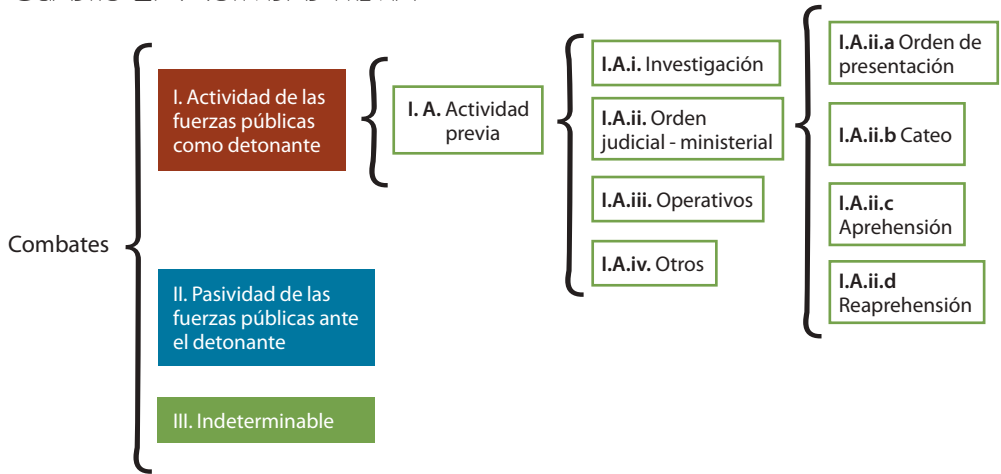 Combates
I. Actividad de las
fuerzas públicas
como detonante
II. Pasividad de las
fuerzas públicas ante
el detonante
III. Indeterminable
I. A. Actividad
previa
I.A.i. Investigación
I.A.ii. Orden
judicial - ministerial
I.A.iii. Operativos
I.A.iv. Otros
I.A.ii.a Orden de
presentación
I.A.ii.b Cateo
I.A.ii.c
Aprehensión
I.A.ii.d
Reaprehensión